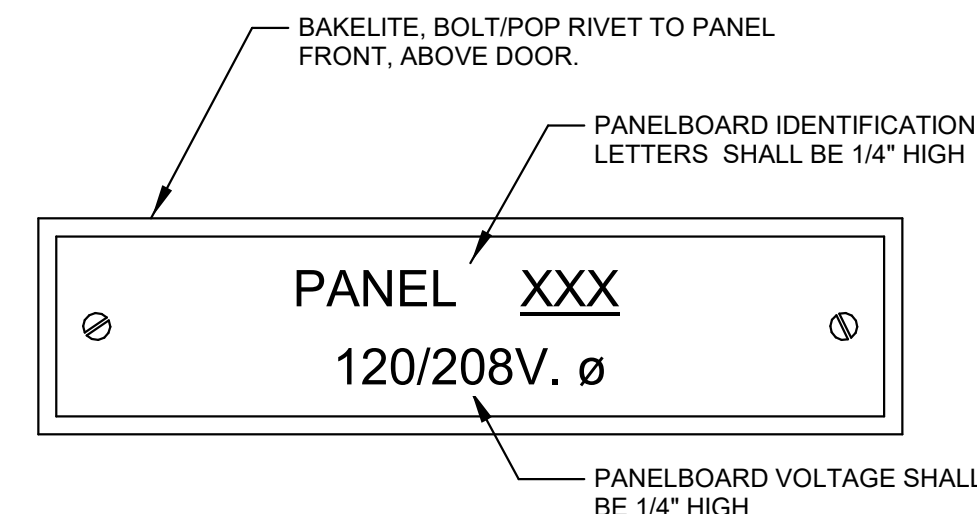 BAKELITE, BOLT/POP RIVET TO PANEL
FRONT, ABOVE DOOR.
PANELBOARD IDENTIFICATION
LETTERS SHALL BE 1/4" HIGH
PANEL XXX
120/208V. ø
PANELBOARD VOLTAGE SHALL
BE 1/4" HIGH